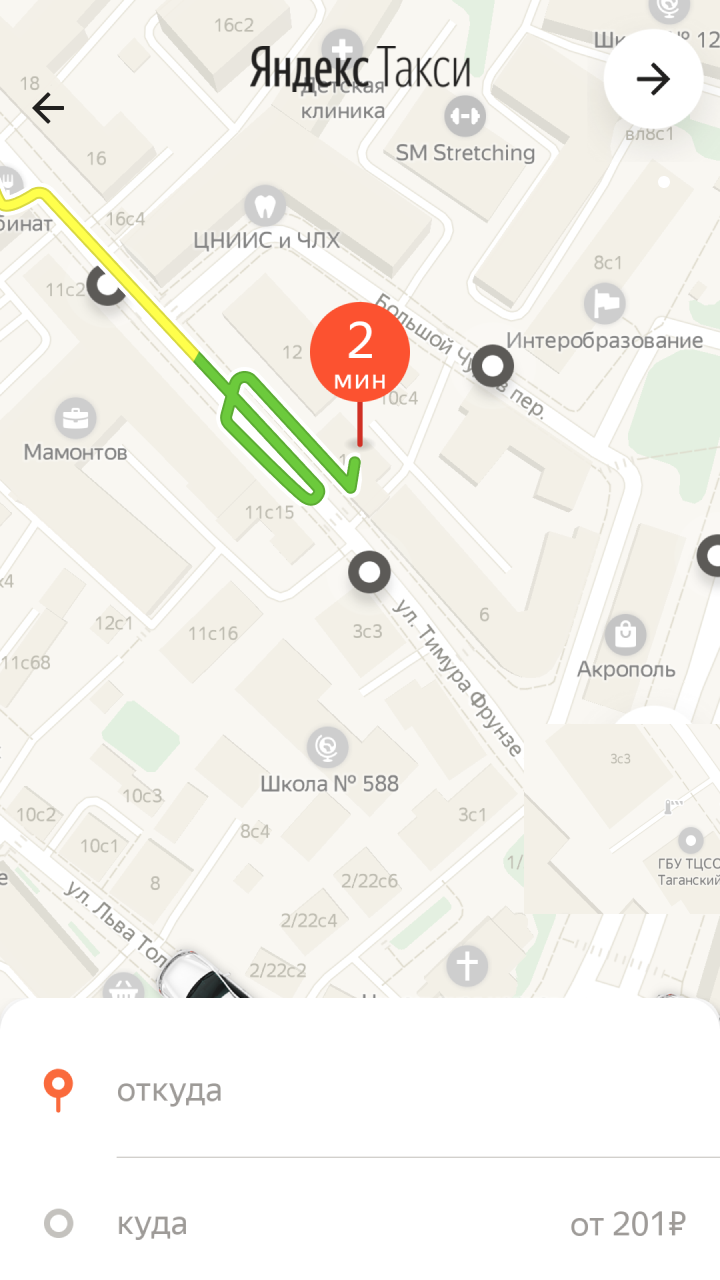 16с2
Яндекс Такси
Детская
клиника
18
SM Stretching
вл8с1
16
16с4
бинат
ЦНИИС и ЧЛХ
8с1
11с2
Интеробразование
2
мин
12
10с4
Мамонтов
11с15
12с1
11с16
3с3
6
ул. Тимура Фрунзе
Акрополь
11с68
Школа № 588
3с3
10с3
10с2
8с4
3с1
10с1
8
2/22с6
ГБУ ТЦСО
Таганский
ул. Льва Тол
2/22с4
2/22с2
откуда
куда
от 201₽